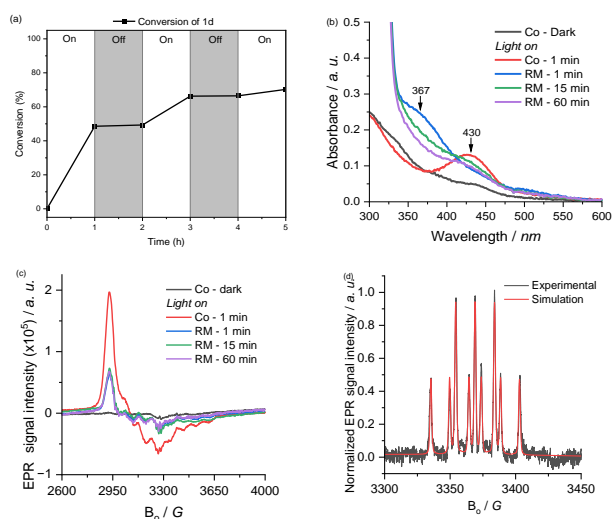 (a)
Conversion of 1d
On Off On Off On
Conversion (%)
100
80
60
40
20
0
0 1 2 3 4 5
Time (h)
(b)
Co - Dark
Light on
Co - 1 min
RM - 1 min
RM - 15 min
RM - 60 min
367
430
Absorbance / a. u.
0.5
0.4
0.3
0.2
0.1
0.0
300 350 400 450 500 550 600
Wavelength / nm
(c)
Co - dark
Light on
Co - 1 min
RM - 1 min
RM - 15 min
RM - 60 min
EPR signal intensity (x10⁵) / a. u.
2
1
0
−1
2600 2950 3300 3650 4000
B₀ / G
(d)
Experimental
Simulation
Normalized EPR signal intensity / a. u.
1.0
0.8
0.6
0.4
0.2
0.0
3300 3350 3400 3450
B₀ / G